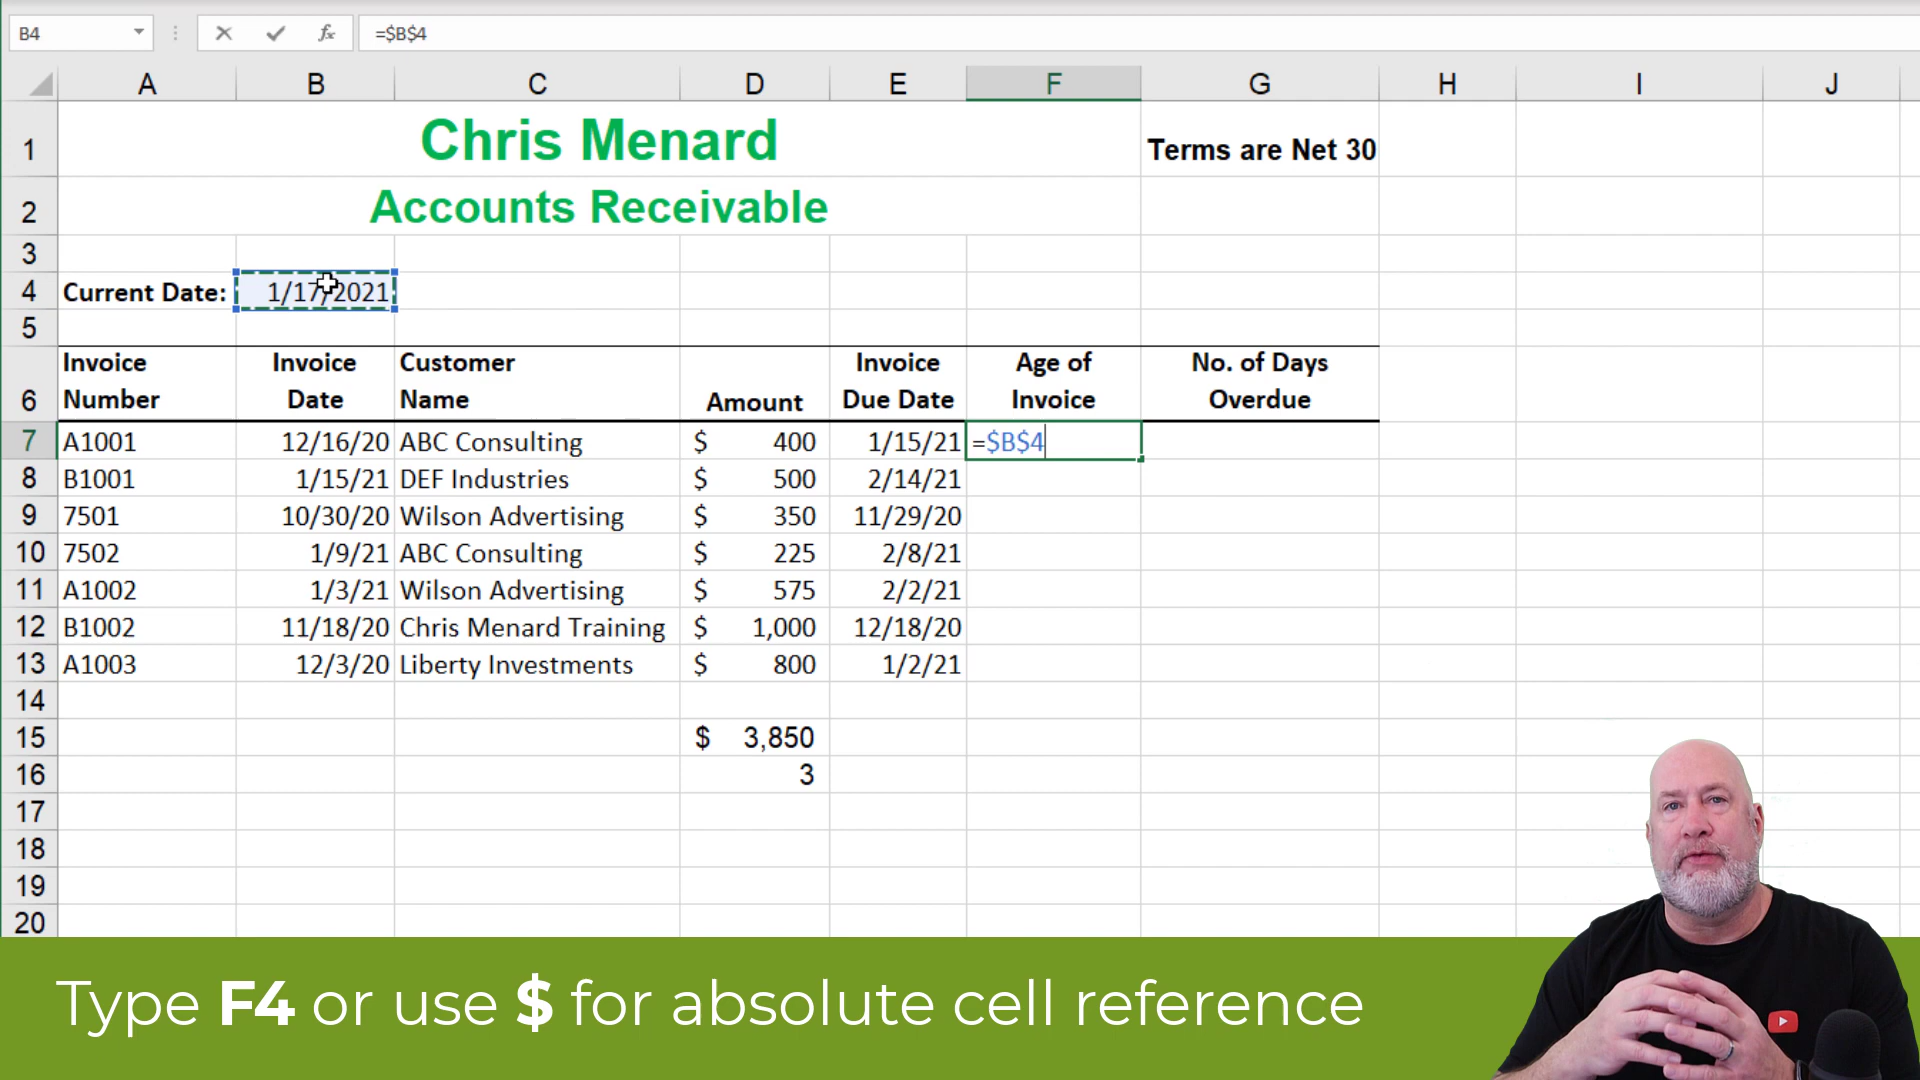 B4 fx =$B$4
A B C D E F G H I J
1 Chris Menard Terms are Net 30
2 Accounts Receivable
3
4 Current Date: 1/17/2021
5
Invoice Invoice Customer Invoice Age of No. of Days
6 Number Date Name Amount Due Date Invoice Overdue
7 A1001 12/16/20 ABC Consulting $ 400 1/15/21 =$B$4
8 B1001 1/15/21 DEF Industries $ 500 2/14/21
9 7501 10/30/20 Wilson Advertising $ 350 11/29/20
10 7502 1/9/21 ABC Consulting $ 225 2/8/21
11 A1002 1/3/21 Wilson Advertising $ 575 2/2/21
12 B1002 11/18/20 Chris Menard Training $ 1,000 12/18/20
13 A1003 12/3/20 Liberty Investments $ 800 1/2/21
14
15 $ 3,850
16 3
17
18
19
20
Type F4 or use $ for absolute cell reference